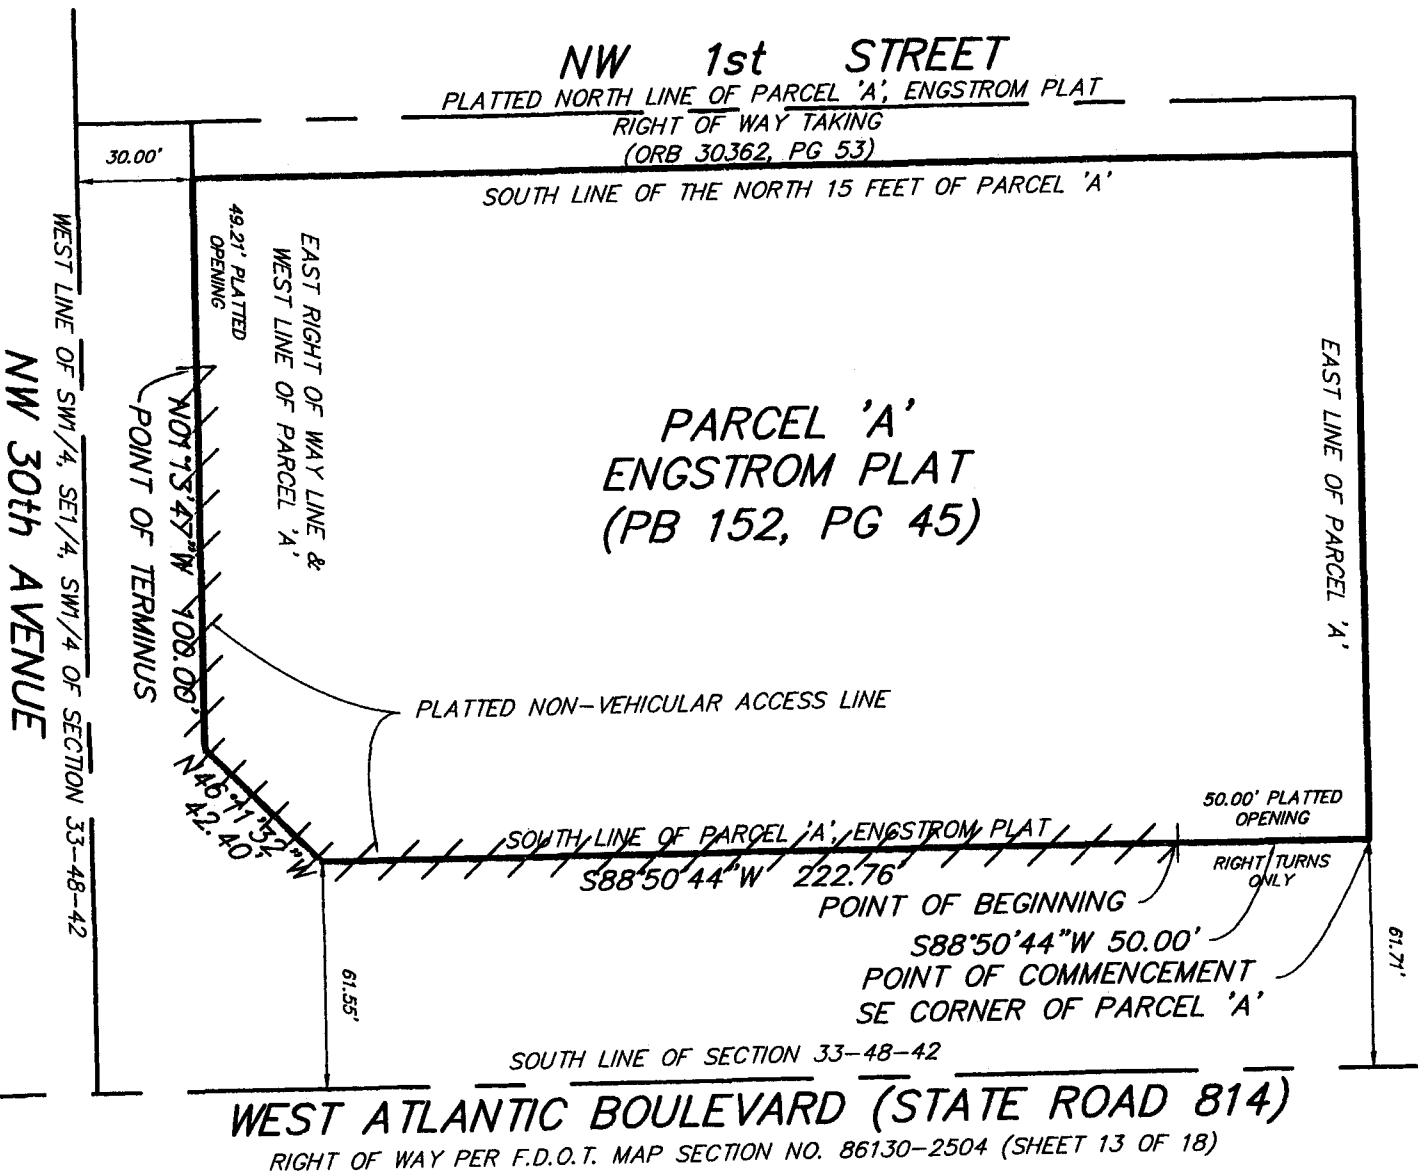 NW 1st STREET
PLATTED NORTH LINE OF PARCEL 'A', ENGSTROM PLAT
RIGHT OF WAY TAKING
(ORB 30362, PG 53)
30.00'
SOUTH LINE OF THE NORTH 15 FEET OF PARCEL 'A'
49.21' PLATTED
OPENING
EAST RIGHT OF WAY LINE &
WEST LINE OF PARCEL 'A'
WEST LINE OF SW1/4, SE1/4, SW1/4 OF SECTION 33-48-42
NW 30th AVENUE
N01°13'47"W 100.00'
POINT OF TERMINUS
PARCEL 'A'
ENGSTROM PLAT
(PB 152, PG 45)
EAST LINE OF PARCEL 'A'
PLATTED NON-VEHICULAR ACCESS LINE
N46°11'32"W
42.40'
50.00' PLATTED
OPENING
SOUTH LINE OF PARCEL 'A', ENGSTROM PLAT
S88°50'44"W 222.76'
RIGHT TURNS
ONLY
POINT OF BEGINNING
S88°50'44"W 50.00'
POINT OF COMMENCEMENT
SE CORNER OF PARCEL 'A'
61.71'
61.55'
SOUTH LINE OF SECTION 33-48-42
WEST ATLANTIC BOULEVARD (STATE ROAD 814)
RIGHT OF WAY PER F.D.O.T. MAP SECTION NO. 86130-2504 (SHEET 13 OF 18)